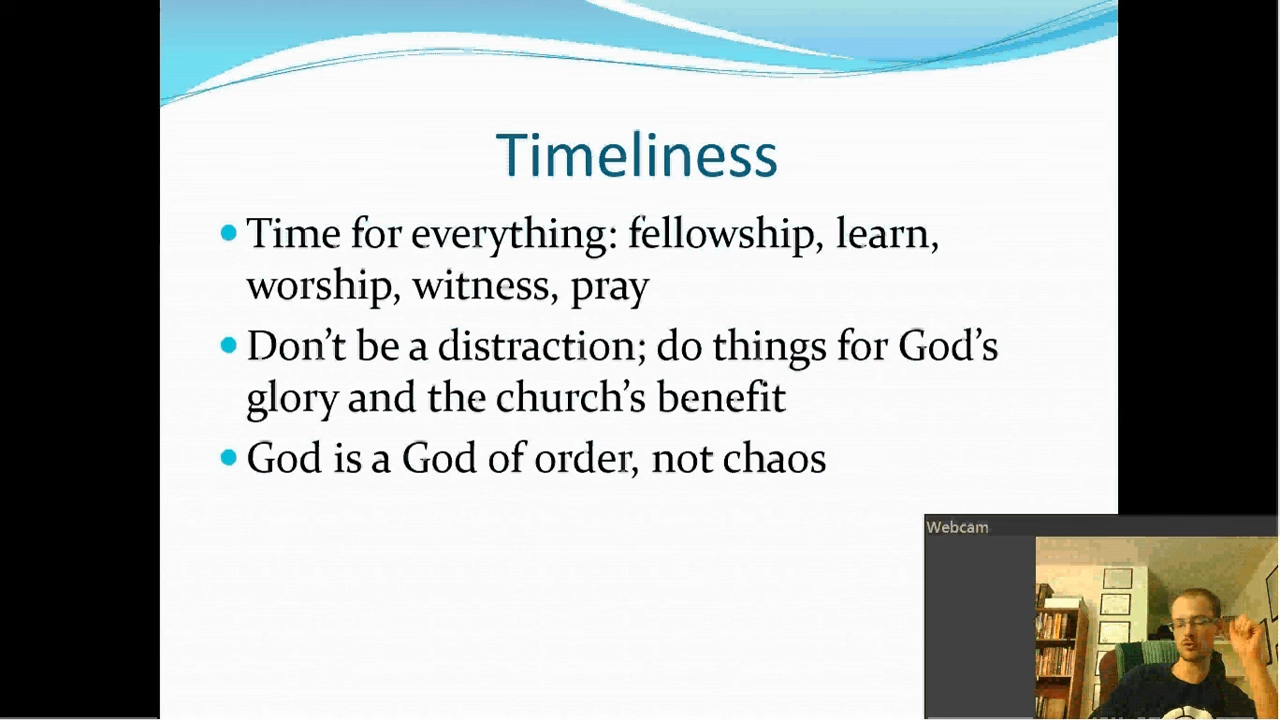 Timeliness
• Time for everything: fellowship, learn,
worship, witness, pray
• Don’t be a distraction; do things for God’s
glory and the church’s benefit
• God is a God of order, not chaos
Webcam